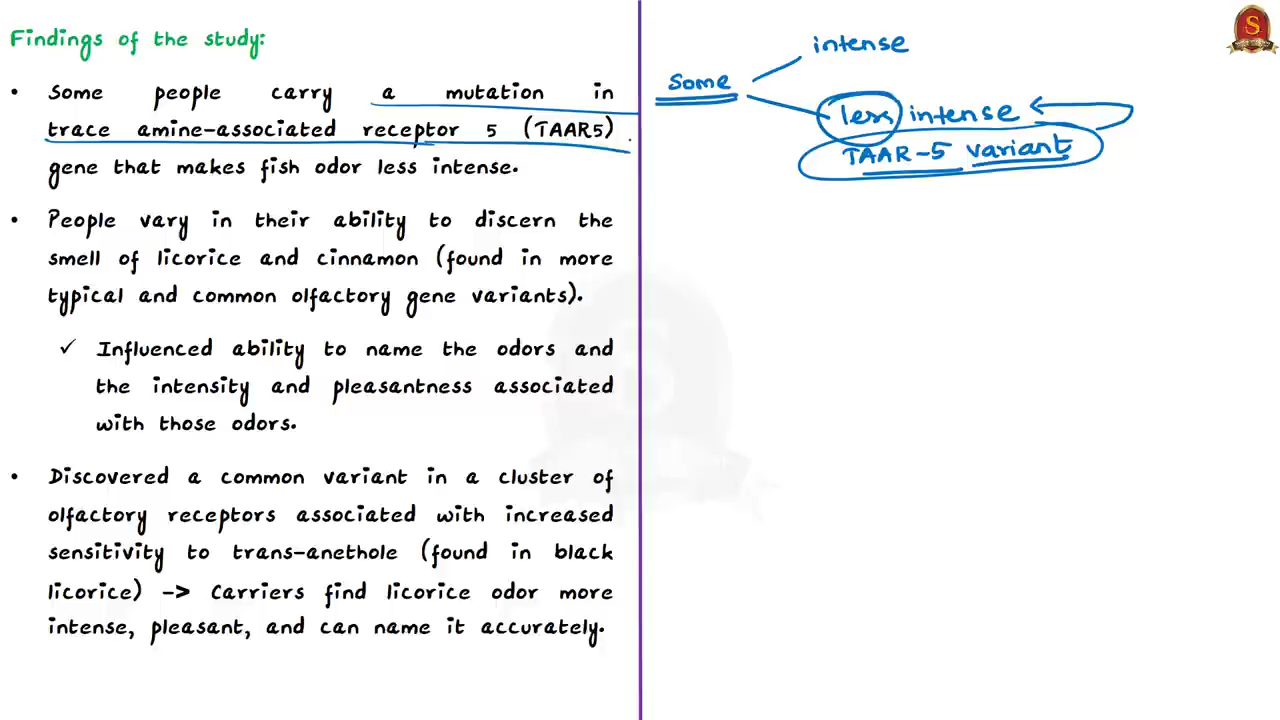 Findings of the study:
• Some people carry a mutation in
trace amine-associated receptor 5 (TAAR5)
gene that makes fish odor less intense.
• People vary in their ability to discern the
smell of licorice and cinnamon (found in more
typical and common olfactory gene variants).
✓ Influenced ability to name the odors and
the intensity and pleasantness associated
with those odors.
• Discovered a common variant in a cluster of
olfactory receptors associated with increased
sensitivity to trans-anethole (found in black
licorice) -> Carriers find licorice odor more
intense, pleasant, and can name it accurately.
intense
Some
less intense
TAAR-5 variant
S